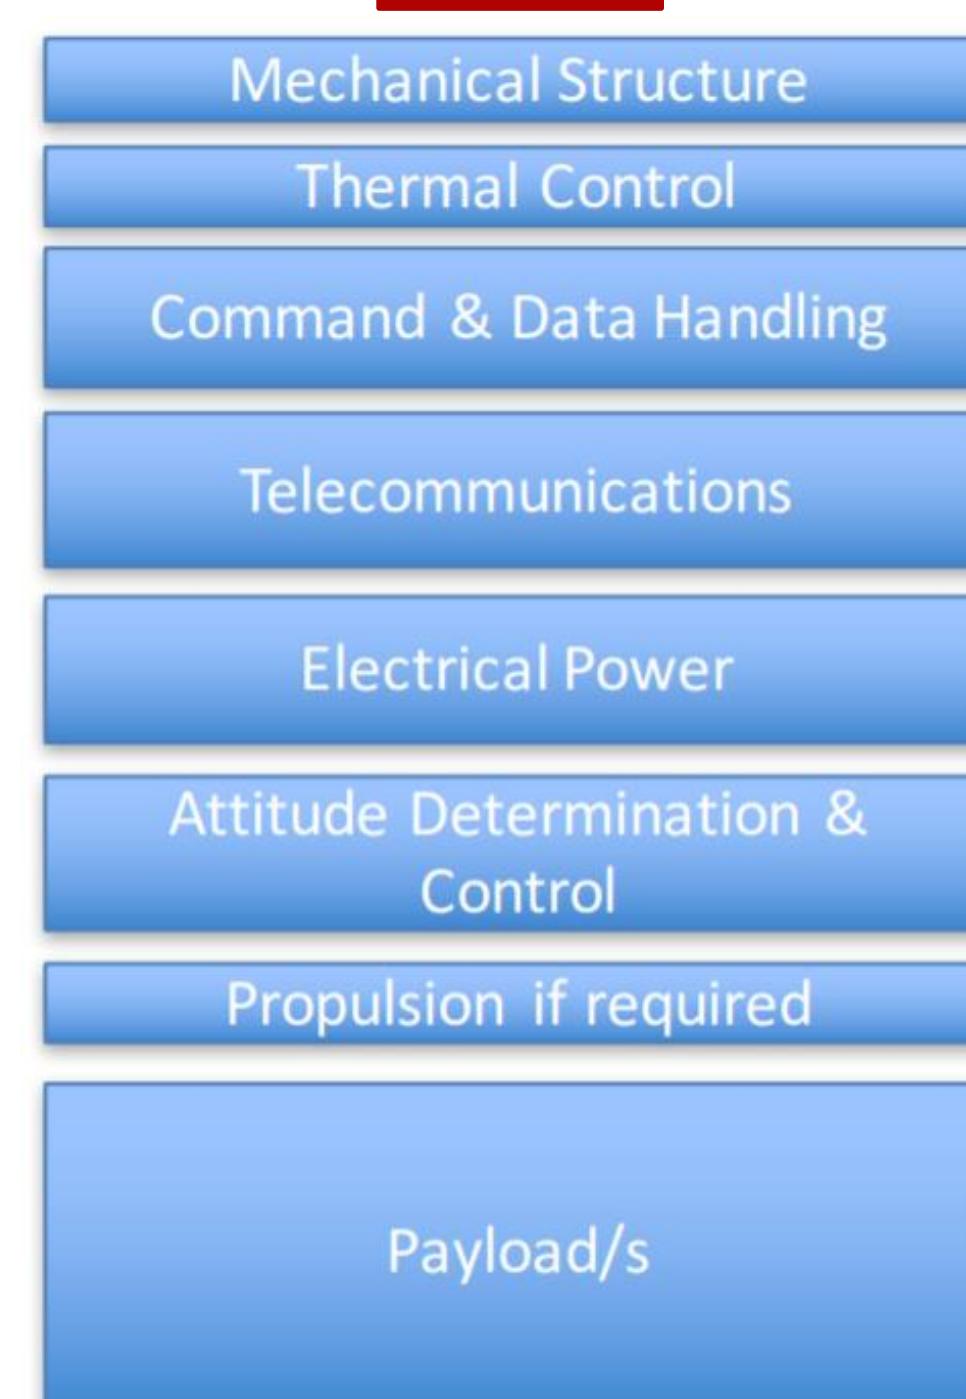 Mechanical Structure
Thermal Control
Command & Data Handling
Telecommunications
Electrical Power
Attitude Determination &
Control
Propulsion if required
Payload/s